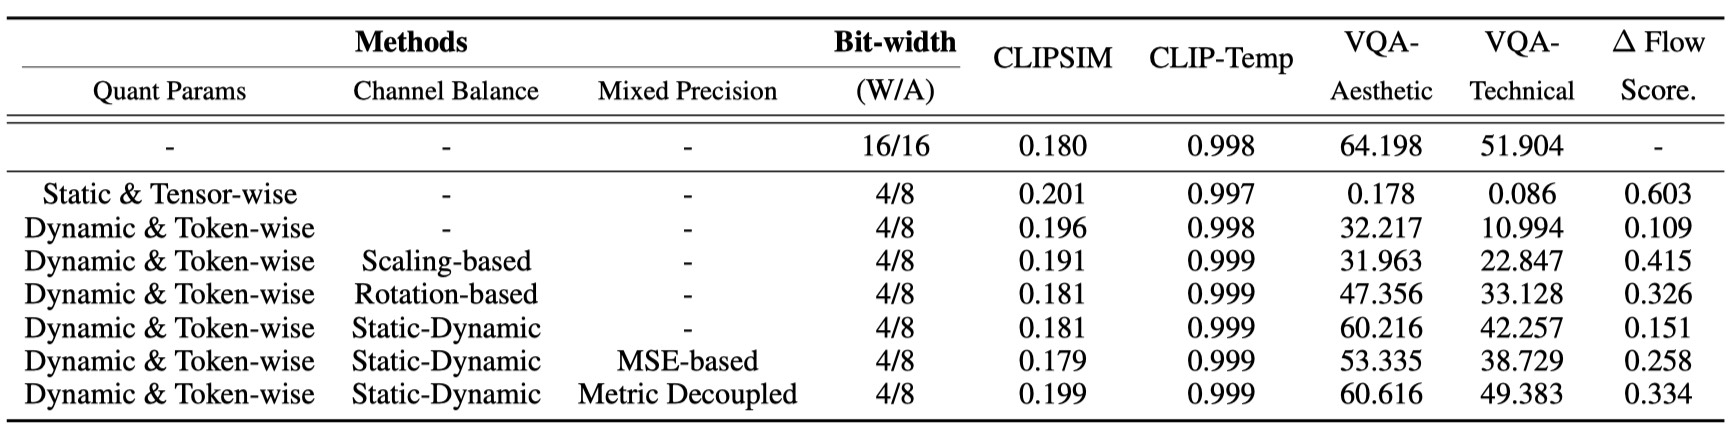 Methods Bit-width CLIPSIM CLIP-Temp VQA- VQA- Δ Flow
Quant Params Channel Balance Mixed Precision (W/A) Aesthetic Technical Score.
- - - 16/16 0.180 0.998 64.198 51.904 -
Static & Tensor-wise - - 4/8 0.201 0.997 0.178 0.086 0.603
Dynamic & Token-wise - - 4/8 0.196 0.998 32.217 10.994 0.109
Dynamic & Token-wise Scaling-based - 4/8 0.191 0.999 31.963 22.847 0.415
Dynamic & Token-wise Rotation-based - 4/8 0.181 0.999 47.356 33.128 0.326
Dynamic & Token-wise Static-Dynamic - 4/8 0.181 0.999 60.216 42.257 0.151
Dynamic & Token-wise Static-Dynamic MSE-based 4/8 0.179 0.999 53.335 38.729 0.258
Dynamic & Token-wise Static-Dynamic Metric Decoupled 4/8 0.199 0.999 60.616 49.383 0.334